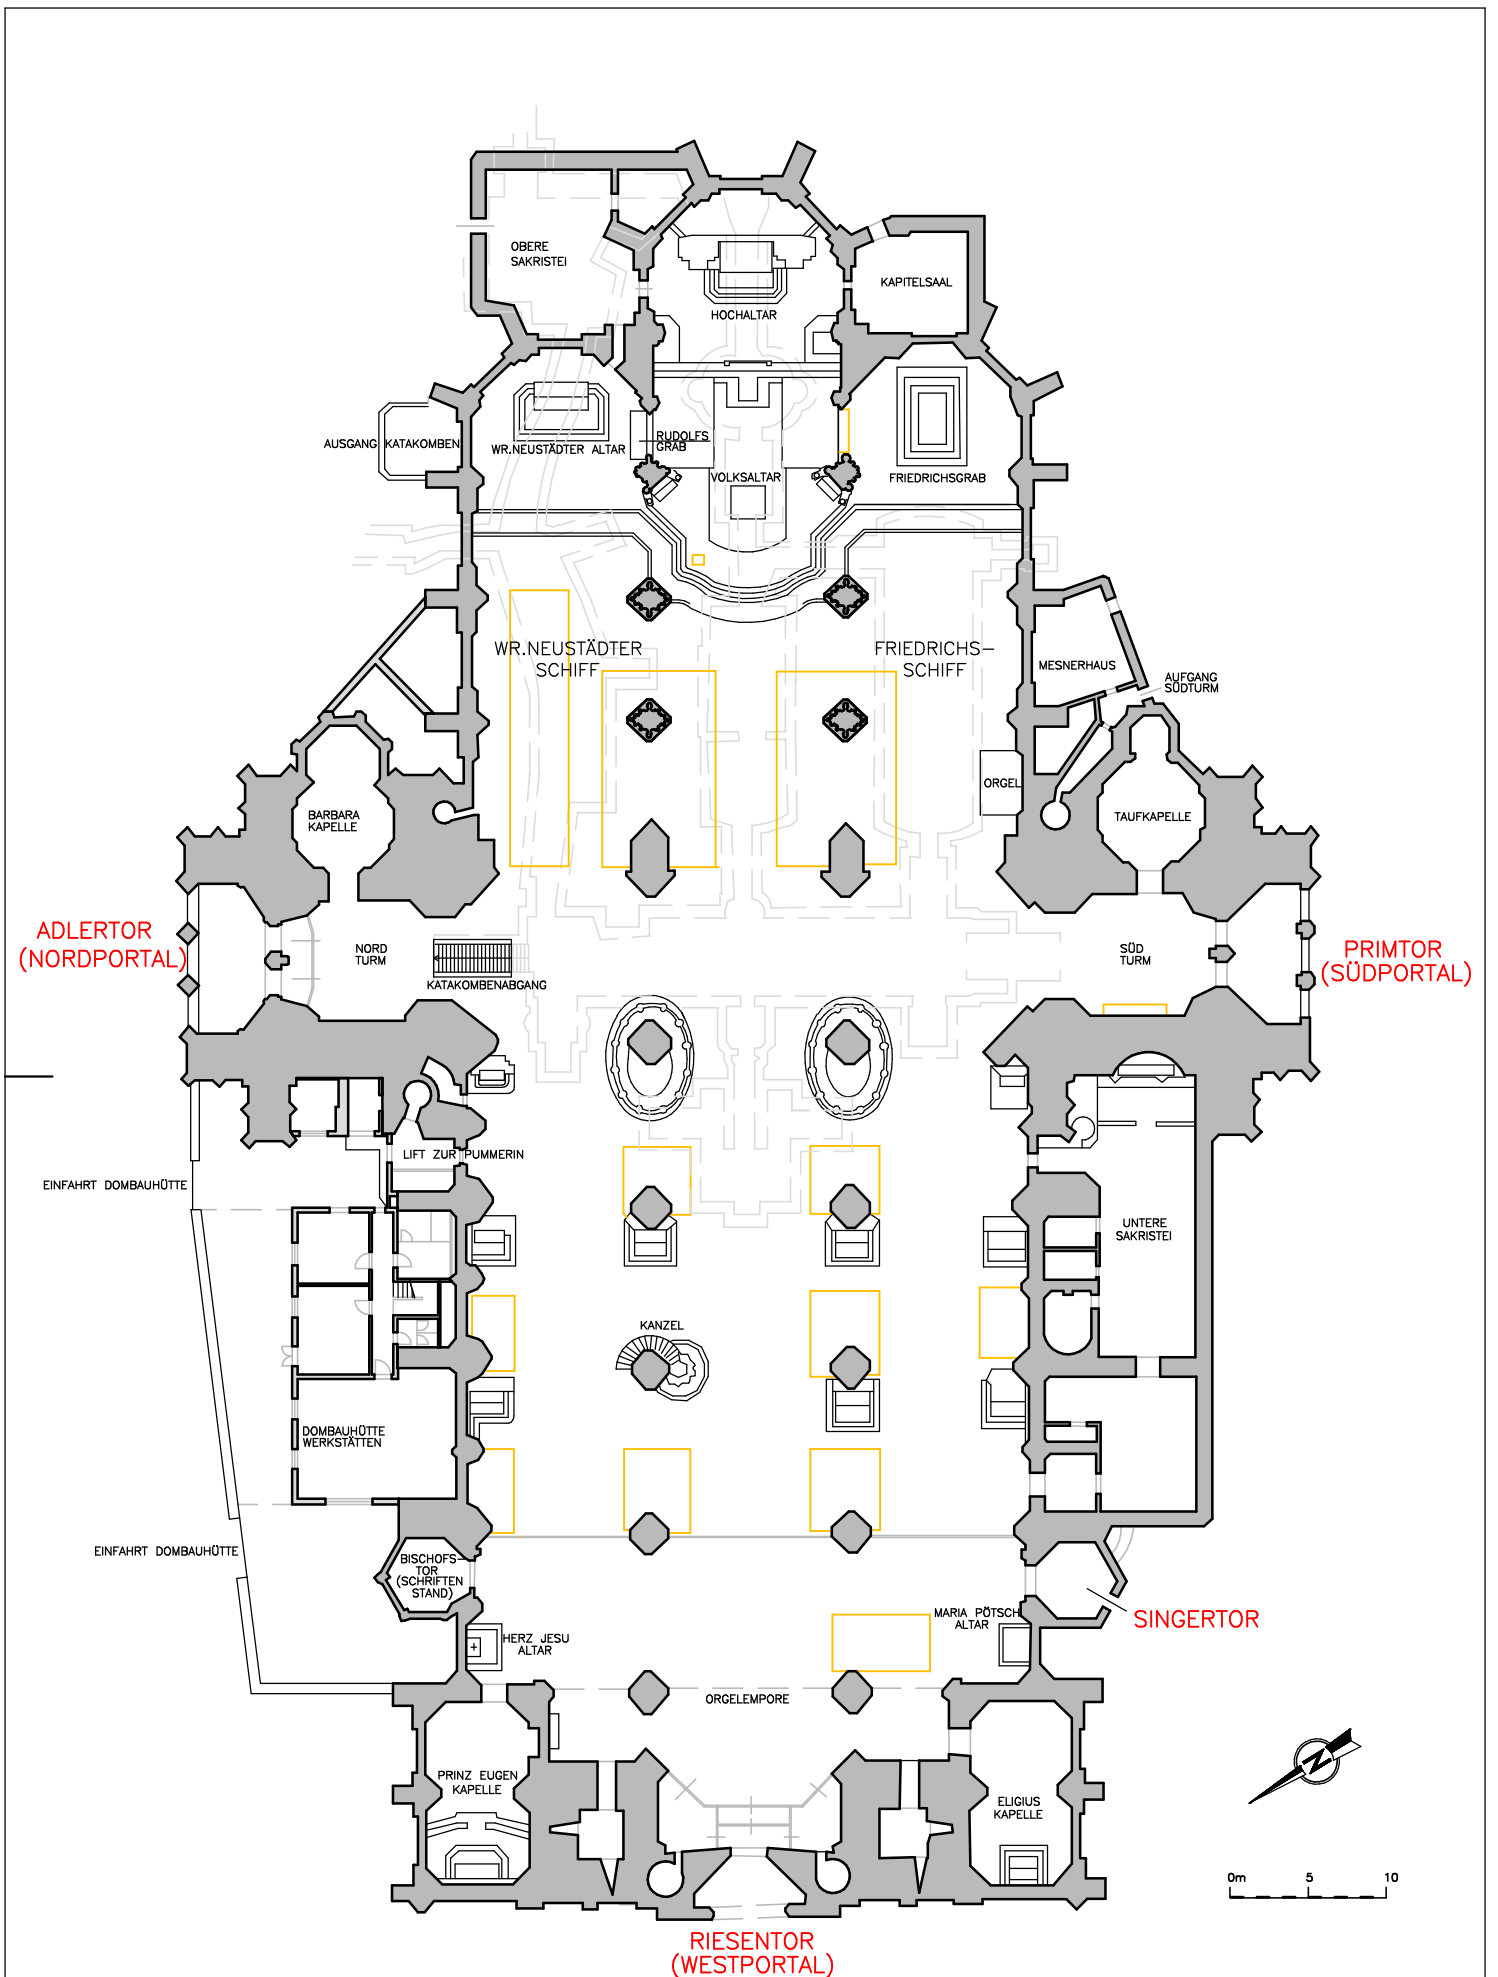 OBERE
SAKRISTEI
KAPITELSAAL
HOCHALTAR
AUSGANG KATAKOMBEN
WR.NEUSTÄDTER ALTAR
RUDOLFS
GRAB
VOLKSALTAR
FRIEDRICHSGRAB
WR.NEUSTÄDTER
SCHIFF
FRIEDRICHS-
SCHIFF
MESNERHAUS
AUFGANG
SÜDTURM
ORGEL
BARBARA
KAPELLE
TAUFKAPELLE
ADLERTOR
(NORDPORTAL)
NORD
TURM
KATAKOMBENABGANG
SÜD
TURM
PRIMTOR
(SÜDPORTAL)
LIFT ZUR PUMMERIN
EINFAHRT DOMBAUHÜTTE
UNTERE
SAKRISTEI
KANZEL
DOMBAUHÜTTE
WERKSTÄTTEN
EINFAHRT DOMBAUHÜTTE
BISCHOFS-
TOR
(SCHRIFTEN
STAND)
MARIA PÖTSCH
ALTAR
SINGERTOR
HERZ JESU
ALTAR
ORGELEMPORE
PRINZ EUGEN
KAPELLE
ELIGIUS
KAPELLE
N
0m 5 10
RIESENTOR
(WESTPORTAL)